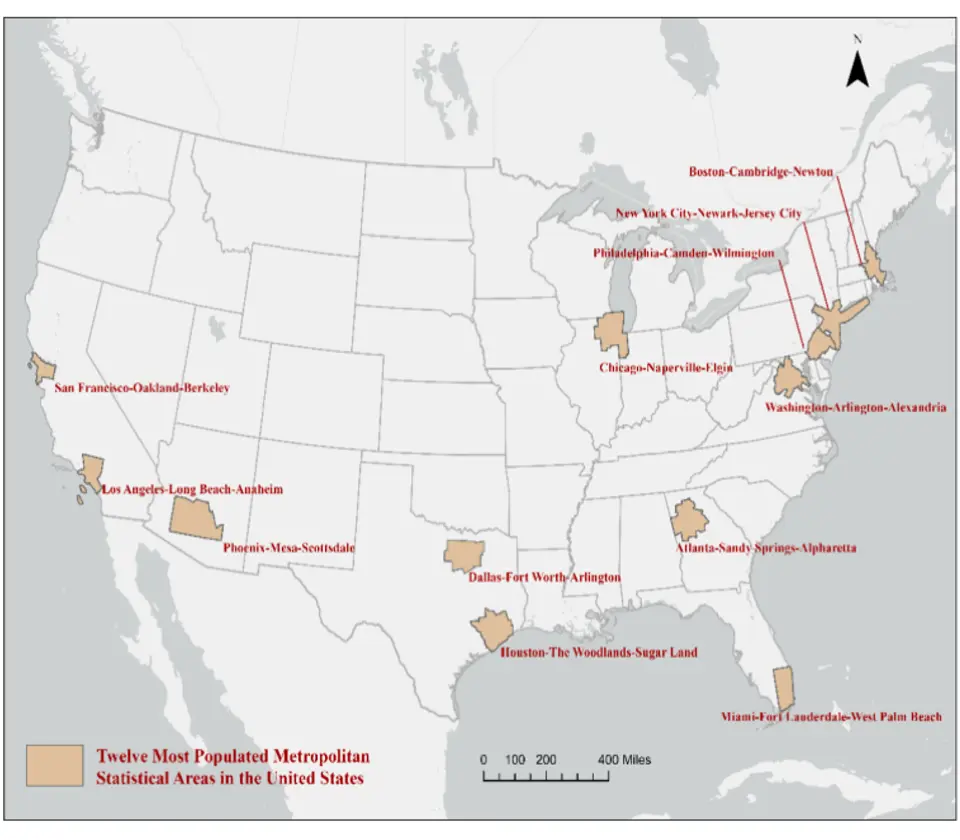 N
Boston-Cambridge-Newton
New York City-Newark-Jersey City
Philadelphia-Camden-Wilmington
Chicago-Naperville-Elgin
San Francisco-Oakland-Berkeley
Washington-Arlington-Alexandria
Los Angeles-Long Beach-Anaheim
Phoenix-Mesa-Scottsdale
Atlanta-Sandy Springs-Alpharetta
Dallas-Fort Worth-Arlington
Houston-The Woodlands-Sugar Land
Miami-Fort Lauderdale-West Palm Beach
Twelve Most Populated Metropolitan
Statistical Areas in the United States
0 100 200 400 Miles